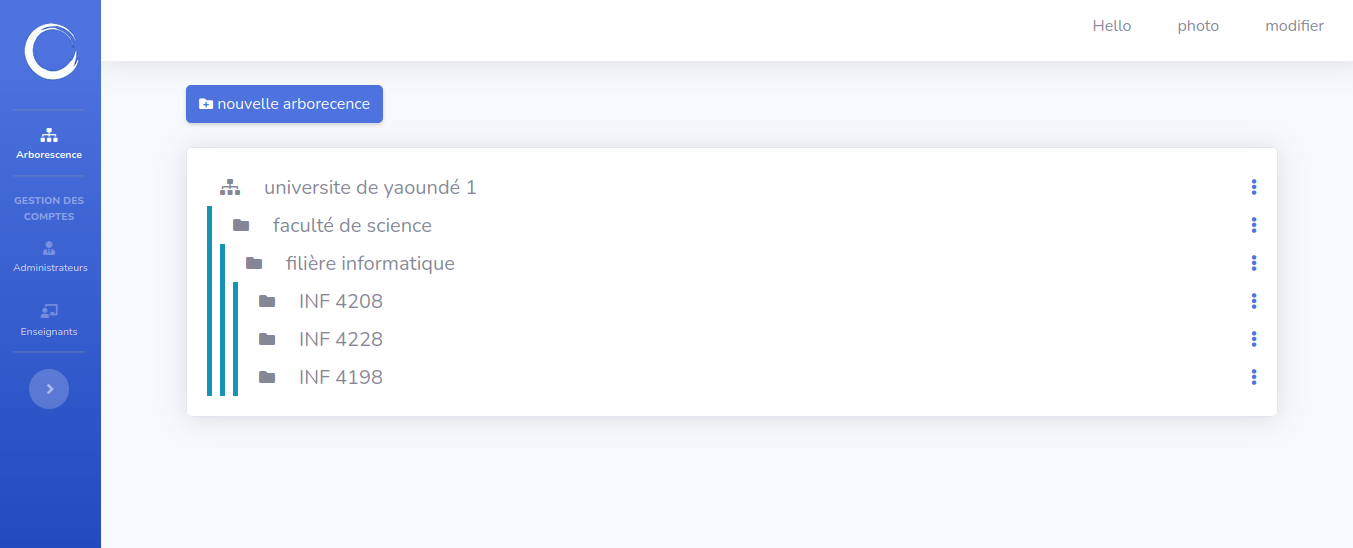 Hello photo modifier
nouvelle arborecence
Arborescence
GESTION DES
COMPTES
Administrateurs
Enseignants
universite de yaoundé 1
faculté de science
filière informatique
INF 4208
INF 4228
INF 4198